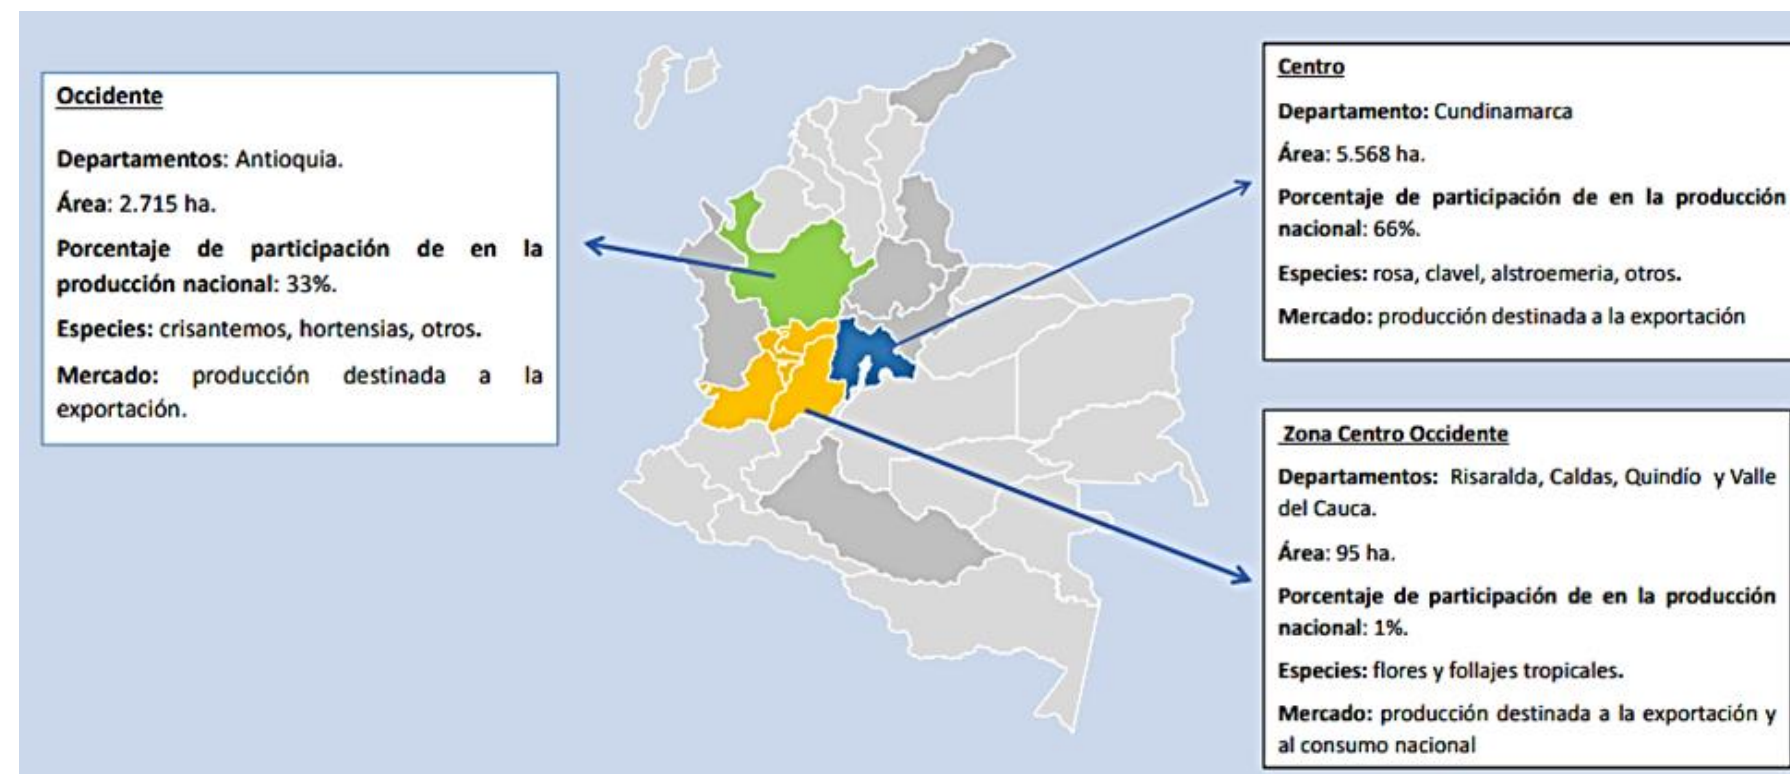 Occidente
Departamentos: Antioquia.
Área: 2.715 ha.
Porcentaje de participación de en la
producción nacional: 33%.
Especies: crisantemos, hortensias, otros.
Mercado: producción destinada a la
exportación.
Centro
Departamento: Cundinamarca
Área: 5.568 ha.
Porcentaje de participación de en la producción
nacional: 66%.
Especies: rosa, clavel, alstroemeria, otros.
Mercado: producción destinada a la exportación
Zona Centro Occidente
Departamentos: Risaralda, Caldas, Quindío y Valle
del Cauca.
Área: 95 ha.
Porcentaje de participación de en la producción
nacional: 1%.
Especies: flores y follajes tropicales.
Mercado: producción destinada a la exportación y
al consumo nacional